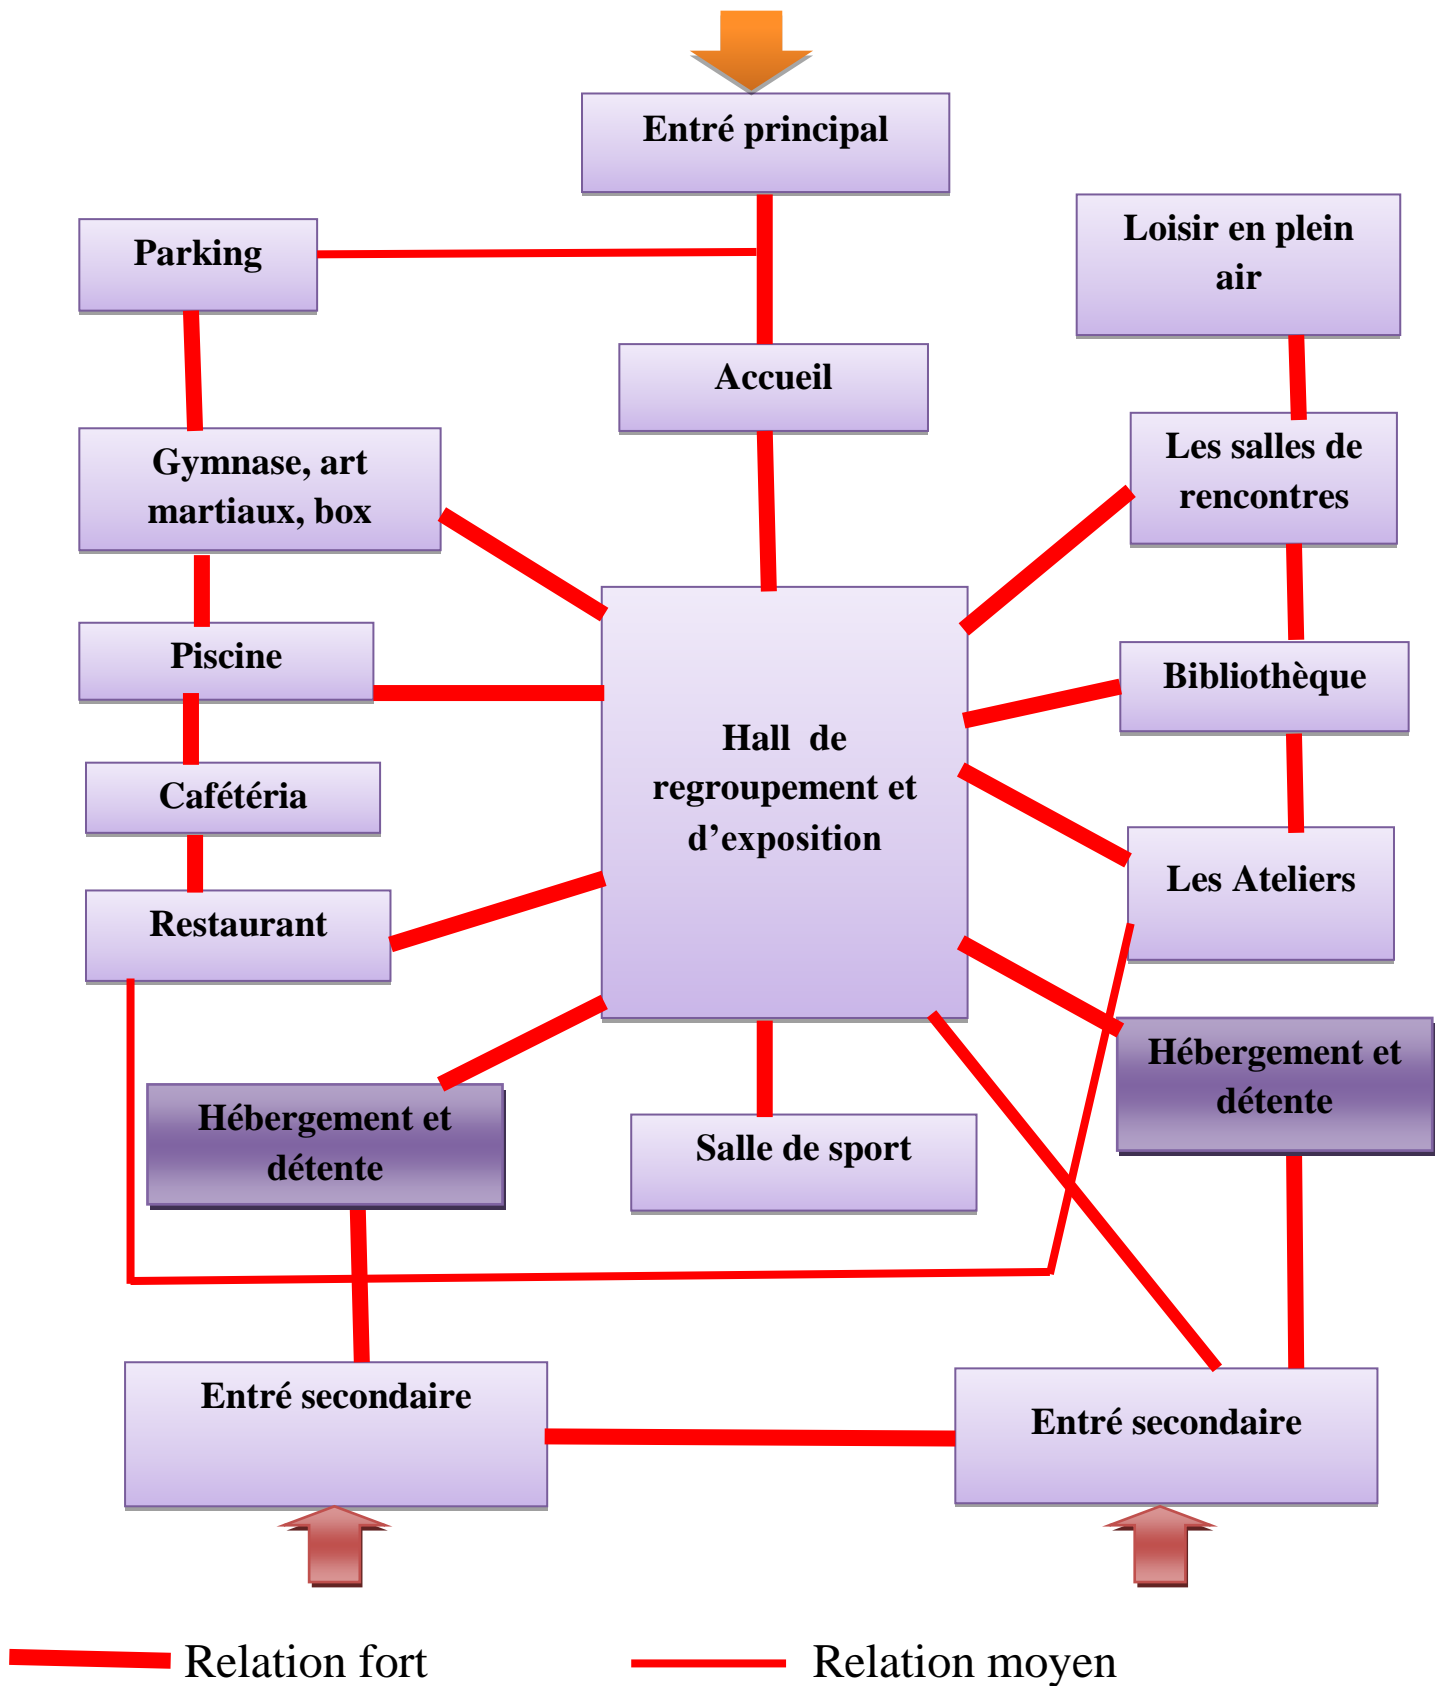 Entré principal
Parking
Loisir en plein
air
Accueil
Gymnase, art
martiaux, box
Les salles de
rencontres
Piscine
Bibliothèque
Hall de
regroupement et
d’exposition
Cafétéria
Les Ateliers
Restaurant
Hébergement et
détente
Hébergement et
détente
Salle de sport
Entré secondaire
Entré secondaire
Relation fort
Relation moyen